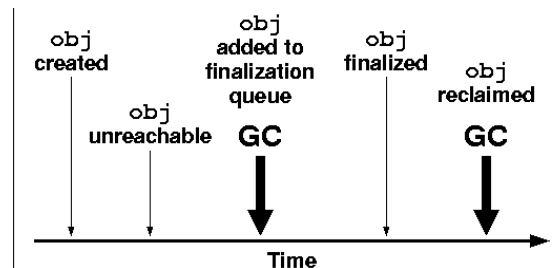 obj
created
obj
unreachable
obj
added to
finalization
queue
GC
obj
finalized
obj
reclaimed
GC
Time